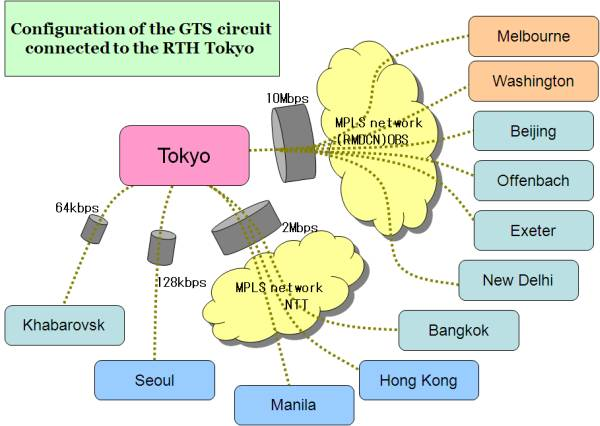 Configuration of the GTS circuit
connected to the RTH Tokyo
Melbourne
Washington
10Mbps
MPLS network
(RMDCN)OBS
Beijing
Tokyo
Offenbach
64kbps
Exeter
2Mbps
128kbps
New Delhi
MPLS network
NTT
Khabarovsk
Bangkok
Seoul
Hong Kong
Manila